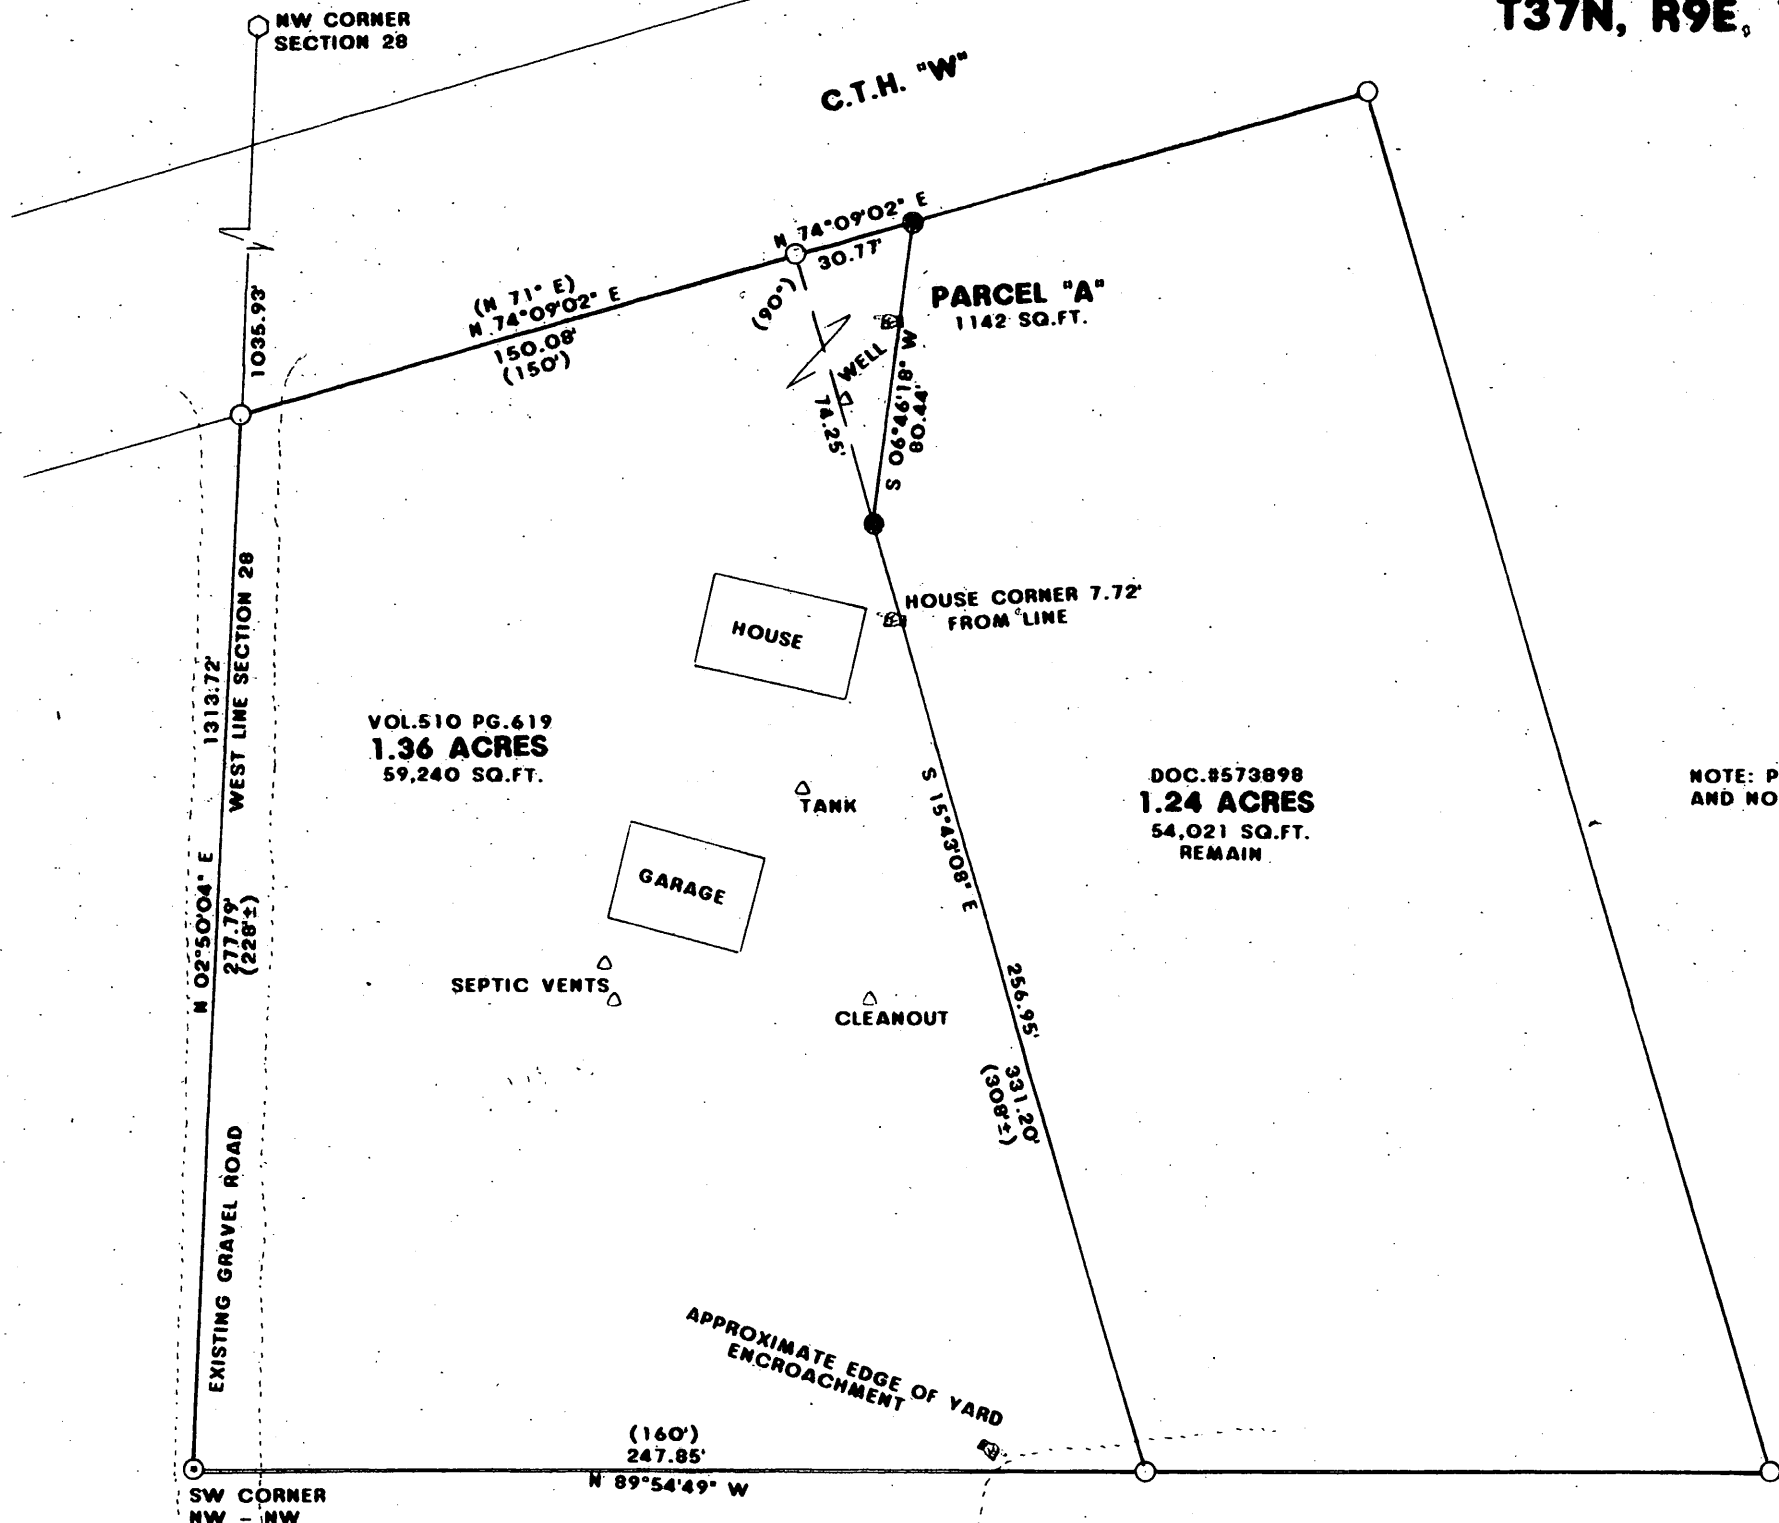 NW CORNER
SECTION 28
T37N, R9E,
C.T.H. "W"
1035.93'
(N 71° E)
N 74°09'02" E
150.08'
(150')
N 74°09'02" E
30.77'
(90°)
PARCEL "A"
1142 SQ.FT.
WELL
74.25'
S 06°46'18" W
80.44'
HOUSE CORNER 7.72'
FROM LINE
HOUSE
1313.72'
WEST LINE SECTION 28
VOL.510 PG.619
1.36 ACRES
59,240 SQ.FT.
TANK
S 15°43'08" E
DOC.#573898
1.24 ACRES
54,021 SQ.FT.
REMAIN
NOTE: P
AND NO
GARAGE
N 02°50'04" E
277.79'
(228'±)
SEPTIC VENTS
CLEANOUT
256.95'
331.20'
(308'±)
EXISTING GRAVEL ROAD
APPROXIMATE EDGE OF YARD
ENCROACHMENT
(160')
247.85'
N 89°54'49" W
SW CORNER
NW - NW